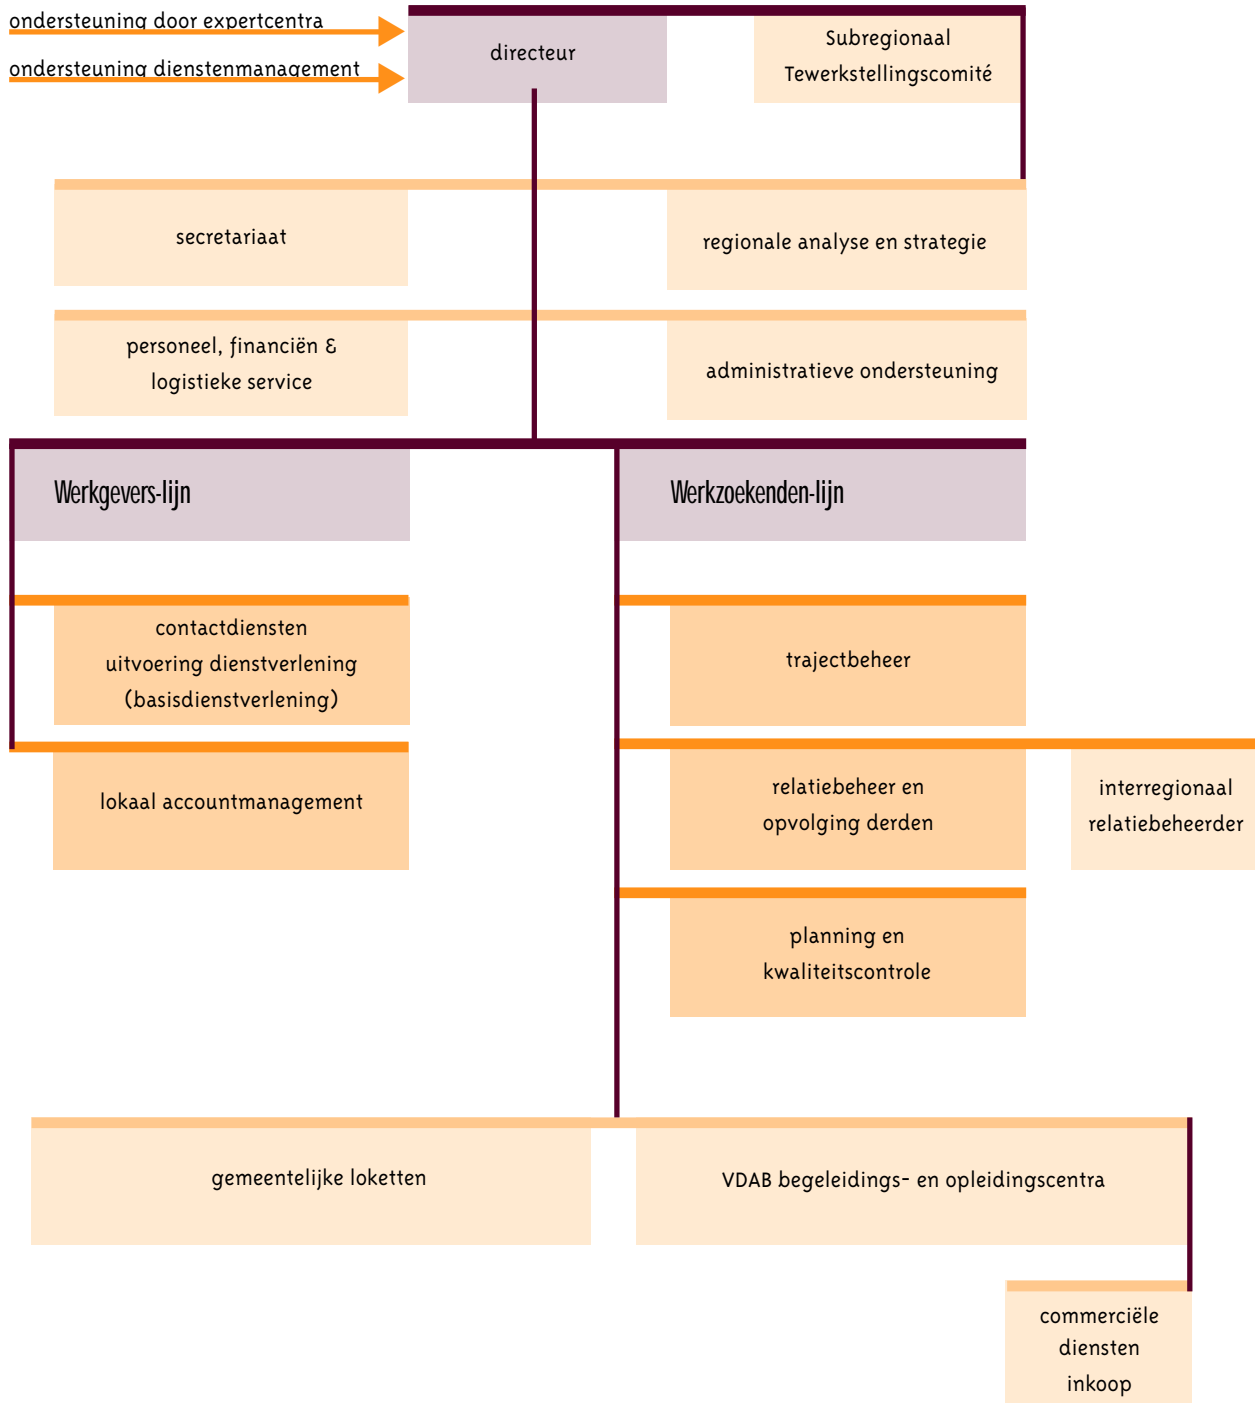 ondersteuning door expertcentra
ondersteuning dienstenmanagement
directeur
Subregionaal
Tewerkstellingscomité
secretariaat
regionale analyse en strategie
personeel, financiën &
logistieke service
administratieve ondersteuning
Werkgevers-lijn
Werkzoekenden-lijn
contactdiensten
uitvoering dienstverlening
(basisdienstverlening)
trajectbeheer
lokaal accountmanagement
relatiebeheer en
opvolging derden
interregionaal
relatiebeheerder
planning en
kwaliteitscontrole
gemeentelijke loketten
VDAB begeleidings- en opleidingscentra
commerciële
diensten
inkoop